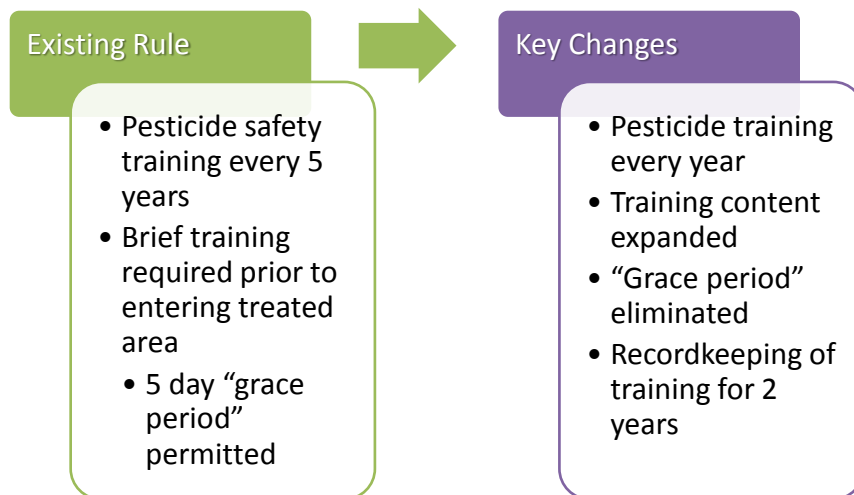 Existing Rule
• Pesticide safety
training every 5
years
• Brief training
required prior to
entering treated
area
• 5 day “grace
period”
permitted
Key Changes
• Pesticide training
every year
• Training content
expanded
• “Grace period”
eliminated
• Recordkeeping of
training for 2
years